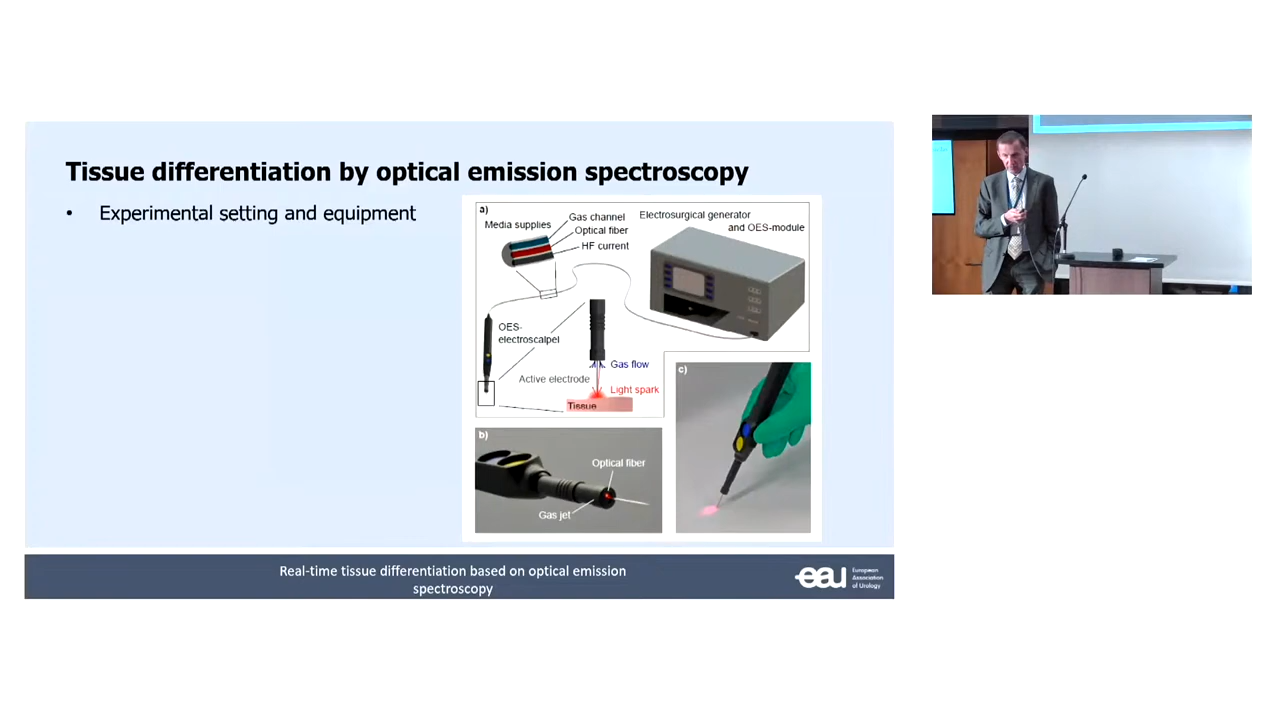 Tissue differentiation by optical emission spectroscopy
• Experimental setting and equipment
a)
Media supplies
Gas channel
Optical fiber
HF current
Electrosurgical generator
and OES-module
OES-
electroscalpel
Gas flow
Active electrode
Light spark
Tissue
b)
Optical fiber
Gas jet
c)
Real-time tissue differentiation based on optical emission
spectroscopy
eau
European
Association
of Urology